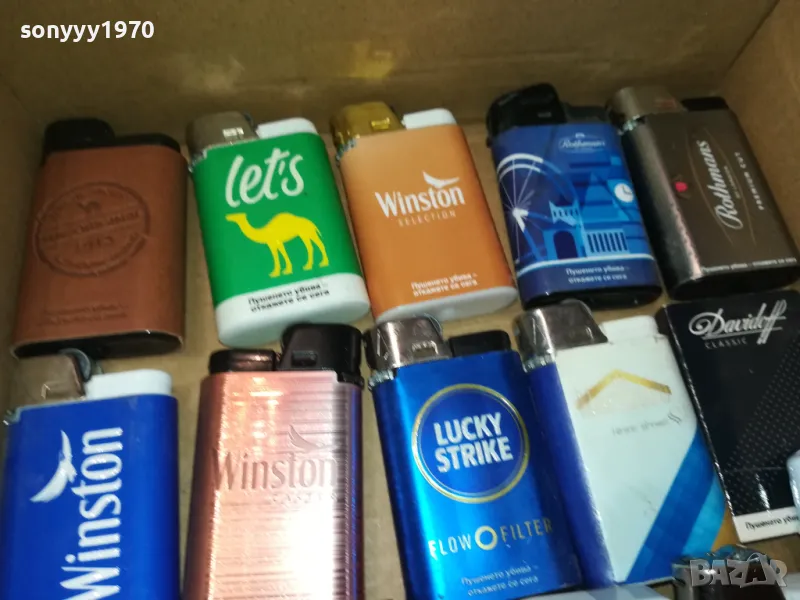 sonyyy1970
let's
Пушенето убива –
откажете се сега
Winston
SELECTION
Пушенето убива –
откажете се сега
Rothmans
Пушенето убива –
откажете се сега
Rothmans
PREMIUM CUT
Пушенето убива –
откажете се сега
Winston
Winston
LUCKY
STRIKE
FLOW FILTER
Пушенето убива –
откажете се сега
Davidoff
CLASSIC
Пушенето
BAZAR